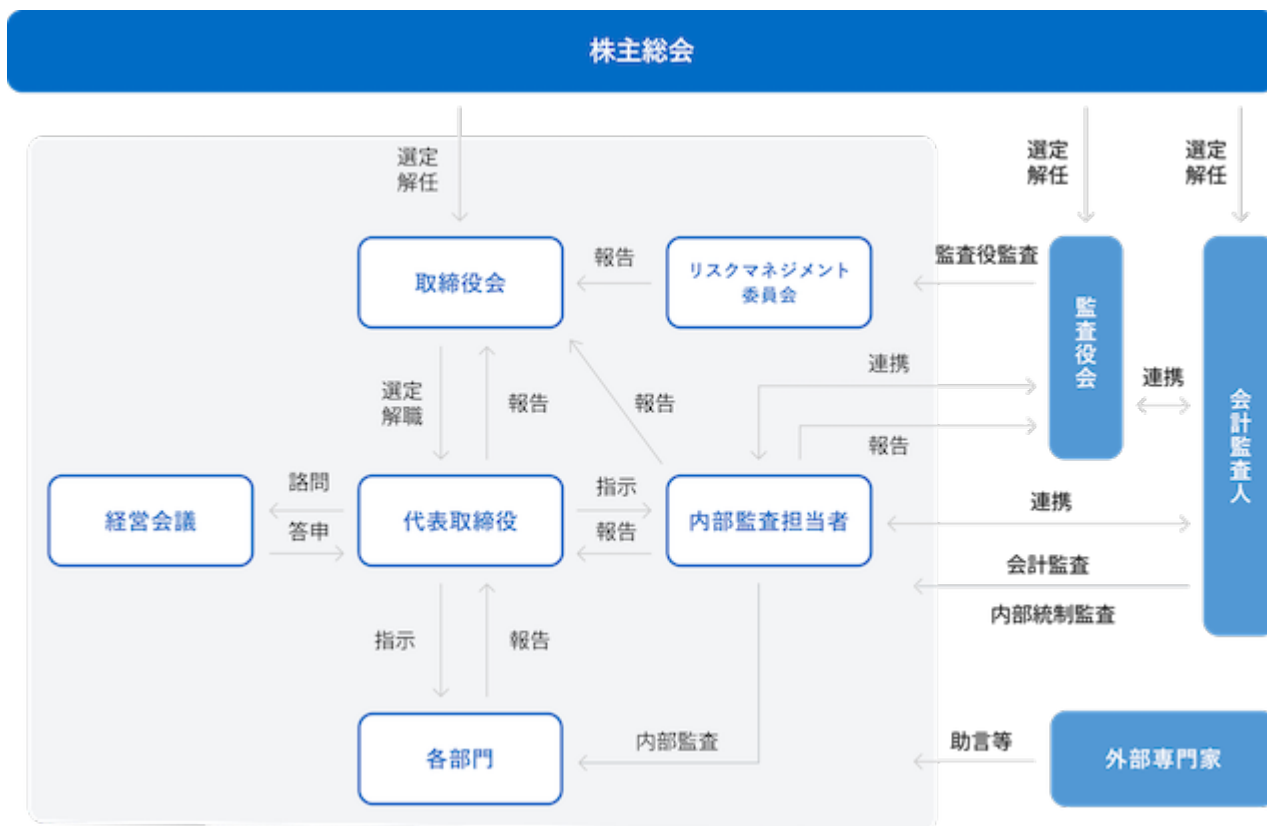 株主総会
選定
解任
選定
解任
選定
解任
取締役会
報告
リスクマネジメント
委員会
監査役監査
監査役会
会計監査人
連携
連携
選定
解職
報告
報告
報告
経営会議
諮問
答申
代表取締役
指示
報告
内部監査担当者
連携
会計監査
内部統制監査
指示
報告
各部門
内部監査
助言等
外部専門家